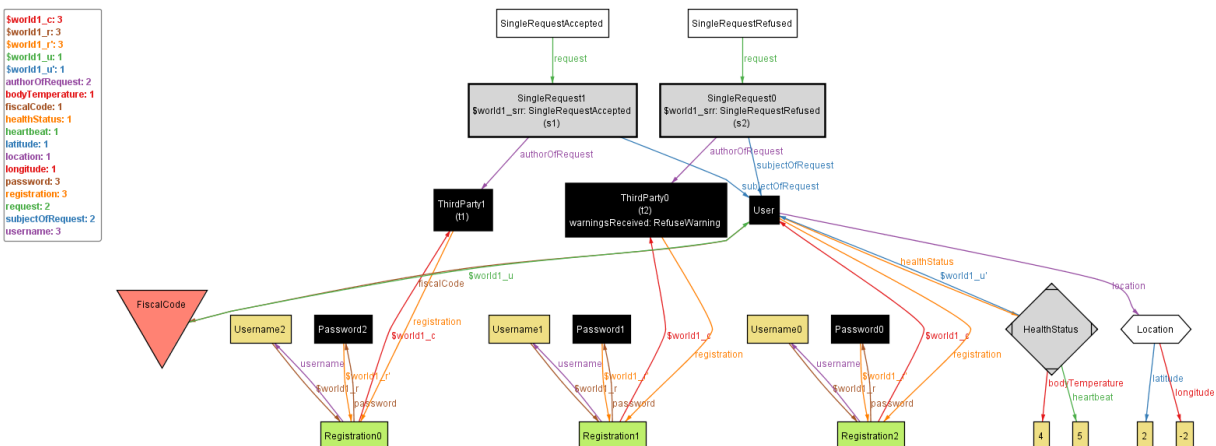 $world1_c: 3
$world1_r: 3
$world1_r': 3
$world1_u: 1
$world1_u': 1
authorOfRequest: 2
bodyTemperature: 1
fiscalCode: 1
healthStatus: 1
heartbeat: 1
latitude: 1
location: 1
longitude: 1
password: 3
registration: 3
request: 2
subjectOfRequest: 2
username: 3
SingleRequestAccepted
SingleRequestRefused
request
request
SingleRequest1
$world1_srr: SingleRequestAccepted
(s1)
SingleRequest0
$world1_srr: SingleRequestRefused
(s2)
authorOfRequest
authorOfRequest
subjectOfRequest
subjectOfRequest
ThirdParty1
(t1)
ThirdParty0
(t2)
warningsReceived: RefuseWarning
User
healthStatus
$world1_u'
$world1_u
fiscalCode
location
FiscalCode
registration
$world1_c
$world1_c
$world1_c
registration
HealthStatus
Location
Username2
Password2
Username1
Password1
Username0
Password0
username
$world1_r'
$world1_r
password
username
$world1_r'
$world1_r
password
username
$world1_r'
$world1_r
password
bodyTemperature
heartbeat
latitude
longitude
Registration0
Registration1
Registration2
4
5
2
-2